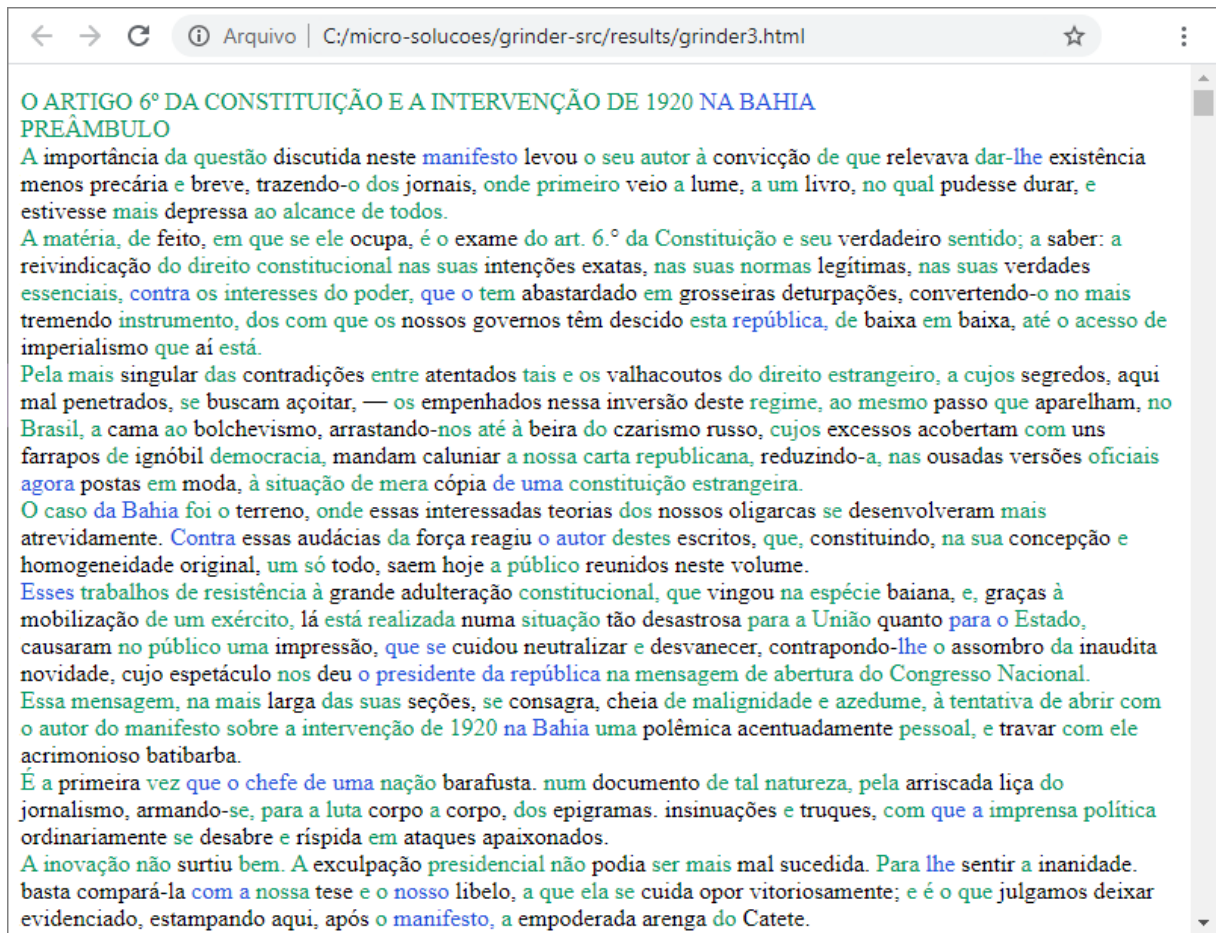 Arquivo | C:/micro-solucoes/grinder-src/results/grinder3.html
O ARTIGO 6º DA CONSTITUIÇÃO E A INTERVENÇÃO DE 1920 NA BAHIA
PREÂMBULO
A importância da questão discutida neste manifesto levou o seu autor à convicção de que relevava dar-lhe existência
menos precária e breve, trazendo-o dos jornais, onde primeiro veio a lume, a um livro, no qual pudesse durar, e
estivesse mais depressa ao alcance de todos.
A matéria, de feito, em que se ele ocupa, é o exame do art. 6.° da Constituição e seu verdadeiro sentido; a saber: a
reivindicação do direito constitucional nas suas intenções exatas, nas suas normas legítimas, nas suas verdades
essenciais, contra os interesses do poder, que o tem abastardado em grosseiras deturpações, convertendo-o no mais
tremendo instrumento, dos com que os nossos governos têm descido esta república, de baixa em baixa, até o acesso de
imperialismo que aí está.
Pela mais singular das contradições entre atentados tais e os valhacoutos do direito estrangeiro, a cujos segredos, aqui
mal penetrados, se buscam açoitar, — os empenhados nessa inversão deste regime, ao mesmo passo que aparelham, no
Brasil, a cama ao bolchevismo, arrastando-nos até à beira do czarismo russo, cujos excessos acobertam com uns
farrapos de ignóbil democracia, mandam caluniar a nossa carta republicana, reduzindo-a, nas ousadas versões oficiais
agora postas em moda, à situação de mera cópia de uma constituição estrangeira.
O caso da Bahia foi o terreno, onde essas interessadas teorias dos nossos oligarcas se desenvolveram mais
atrevidamente. Contra essas audácias da força reagiu o autor destes escritos, que, constituindo, na sua concepção e
homogeneidade original, um só todo, saem hoje a público reunidos neste volume.
Esses trabalhos de resistência à grande adulteração constitucional, que vingou na espécie baiana, e, graças à
mobilização de um exército, lá está realizada numa situação tão desastrosa para a União quanto para o Estado,
causaram no público uma impressão, que se cuidou neutralizar e desvanecer, contrapondo-lhe o assombro da inaudita
novidade, cujo espetáculo nos deu o presidente da república na mensagem de abertura do Congresso Nacional.
Essa mensagem, na mais larga das suas seções, se consagra, cheia de malignidade e azedume, à tentativa de abrir com
o autor do manifesto sobre a intervenção de 1920 na Bahia uma polêmica acentuadamente pessoal, e travar com ele
acrimonioso batibarba.
É a primeira vez que o chefe de uma nação barafusta. num documento de tal natureza, pela arriscada liça do
jornalismo, armando-se, para a luta corpo a corpo, dos epigramas. insinuações e truques, com que a imprensa política
ordinariamente se desabre e ríspida em ataques apaixonados.
A inovação não surtiu bem. A exculpação presidencial não podia ser mais mal sucedida. Para lhe sentir a inanidade.
basta compará-la com a nossa tese e o nosso libelo, a que ela se cuida opor vitoriosamente; e é o que julgamos deixar
evidenciado, estampando aqui, após o manifesto, a empoderada arenga do Catete.